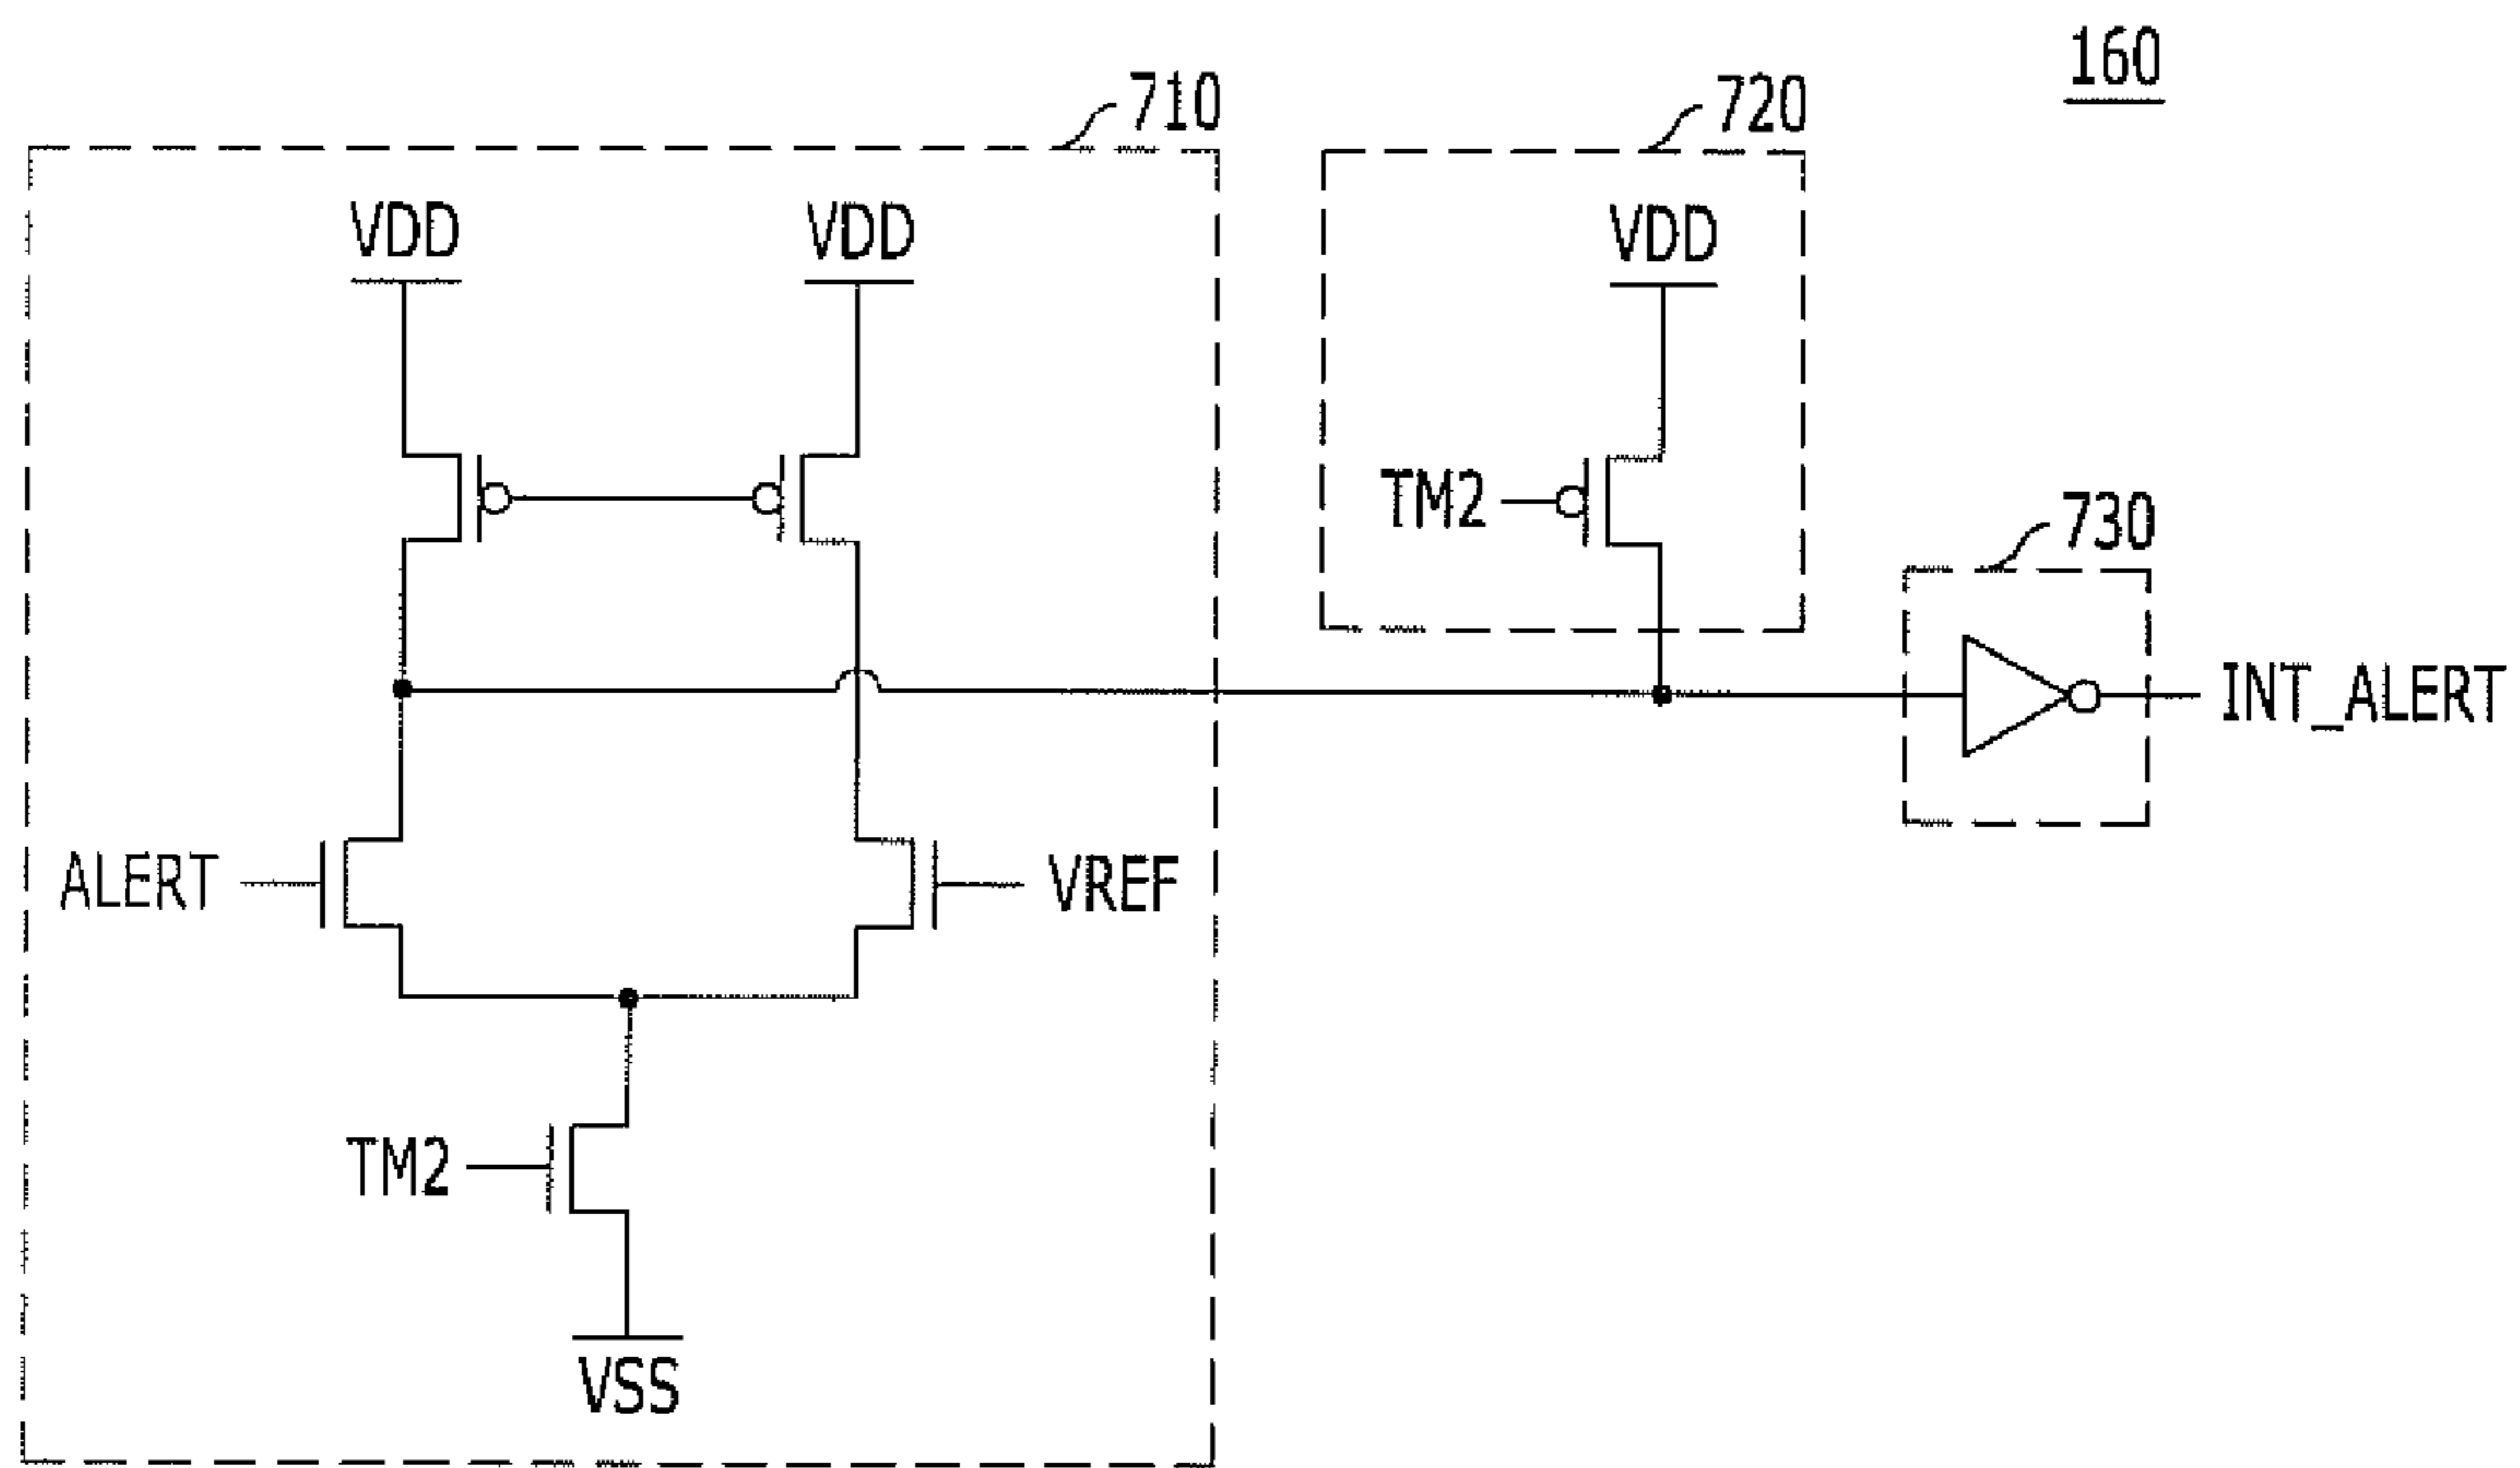 160
710
720
VDD
VDD
VDD
TM2
730
INT_ALERT
ALERT
VREF
TM2
VSS